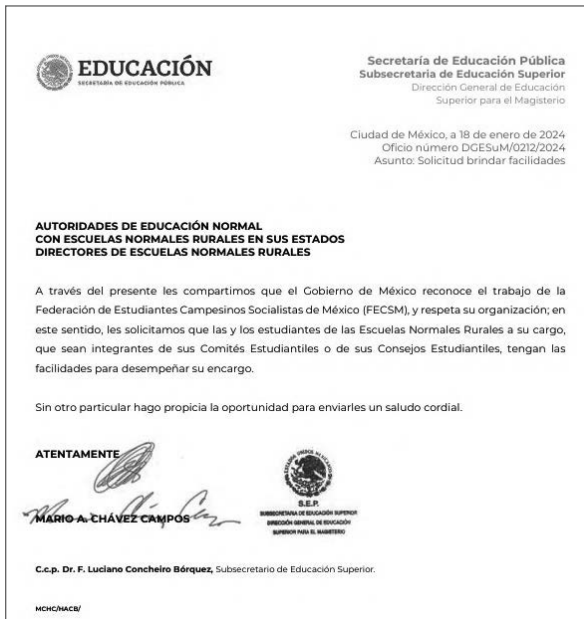 EDUCACIÓN
SECRETARÍA DE EDUCACIÓN PÚBLICA
Secretaría de Educación Pública
Subsecretaria de Educación Superior
Dirección General de Educación
Superior para el Magisterio
Ciudad de México, a 18 de enero de 2024
Oficio número DGESuM/0212/2024
Asunto: Solicitud brindar facilidades
AUTORIDADES DE EDUCACIÓN NORMAL
CON ESCUELAS NORMALES RURALES EN SUS ESTADOS
DIRECTORES DE ESCUELAS NORMALES RURALES
A través del presente les compartimos que el Gobierno de México reconoce el trabajo de la
Federación de Estudiantes Campesinos Socialistas de México (FECSM), y respeta su organización; en
este sentido, les solicitamos que las y los estudiantes de las Escuelas Normales Rurales a su cargo,
que sean integrantes de sus Comités Estudiantiles o de sus Consejos Estudiantiles, tengan las
facilidades para desempeñar su encargo.
Sin otro particular hago propicia la oportunidad para enviarles un saludo cordial.
ATENTAMENTE
MARIO A. CHÁVEZ CAMPOS
ESTADOS UNIDOS MEXICANOS
S.E.P.
SUBSECRETARIA DE EDUCACIÓN SUPERIOR
DIRECCIÓN GENERAL DE EDUCACIÓN
SUPERIOR PARA EL MAGISTERIO
C.c.p. Dr. F. Luciano Concheiro Bórquez, Subsecretario de Educación Superior.
MCHC/HACB/